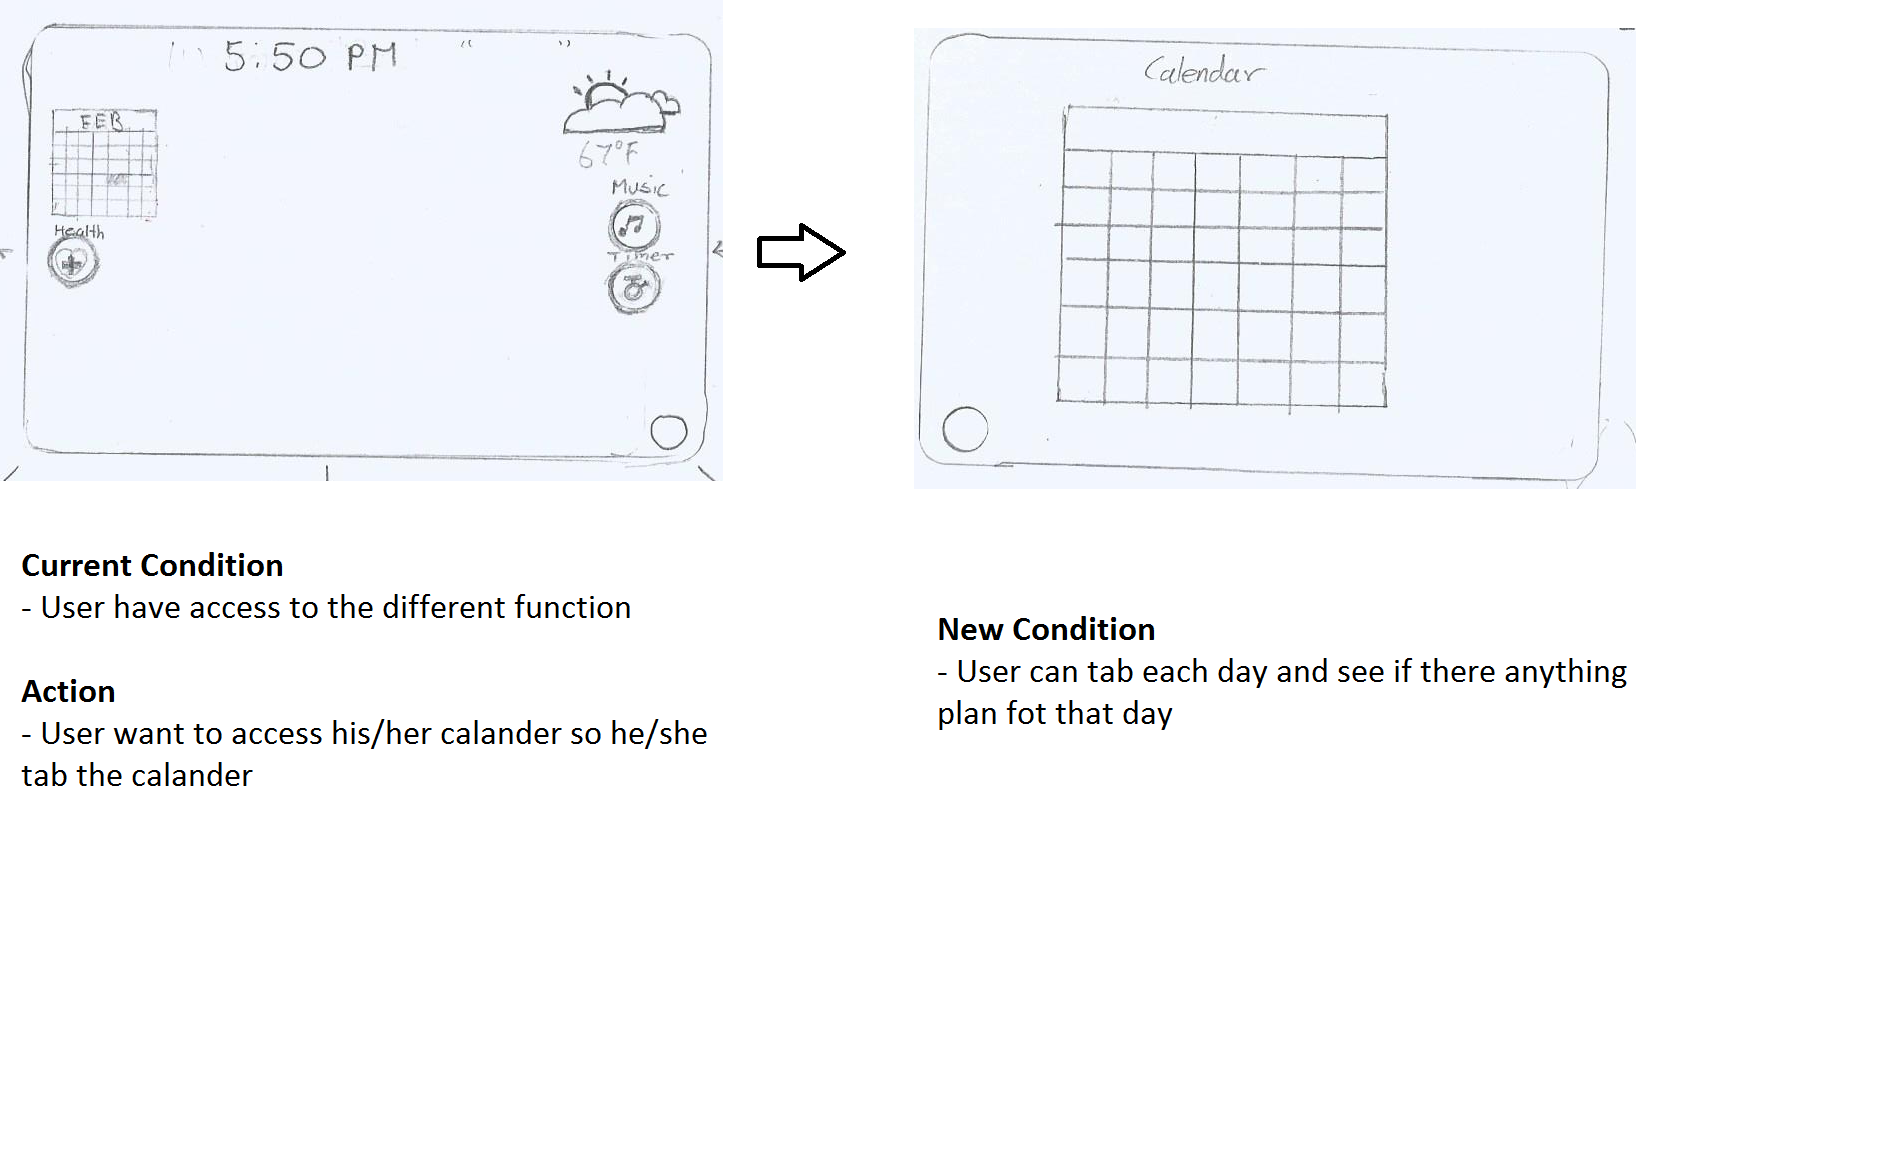 5:50 PM
FEB
67°F
Music
Health
Timer
Calendar
Current Condition
- User have access to the different function
Action
- User want to access his/her calander so he/she
tab the calander
New Condition
- User can tab each day and see if there anything
plan fot that day